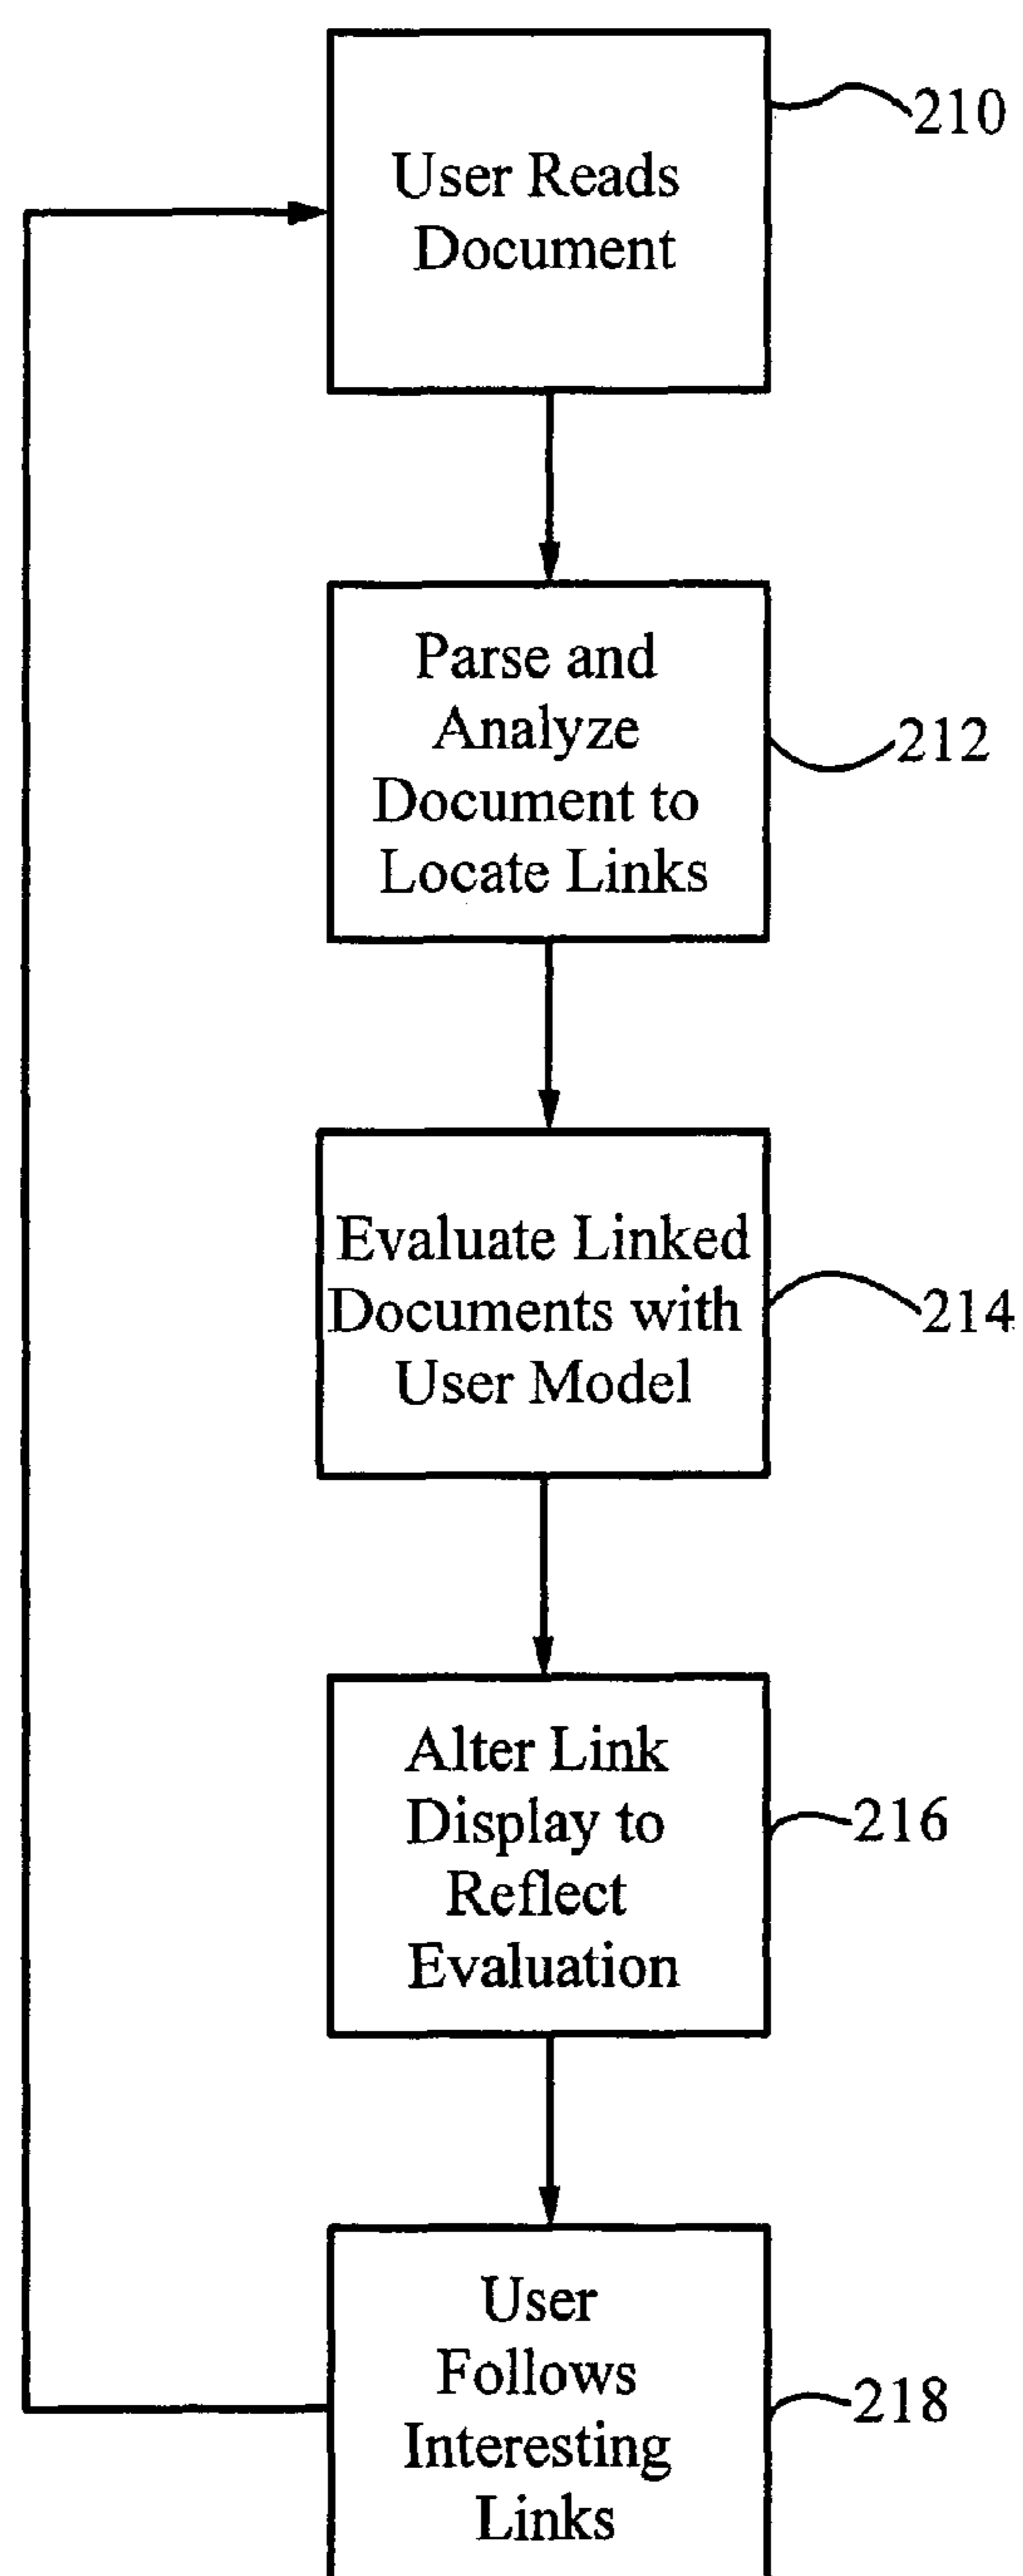 210
User Reads
Document
Parse and
Analyze
Document to
Locate Links
212
Evaluate Linked
Documents with
User Model
214
Alter Link
Display to
Reflect
Evaluation
216
User
Follows
Interesting
Links
218